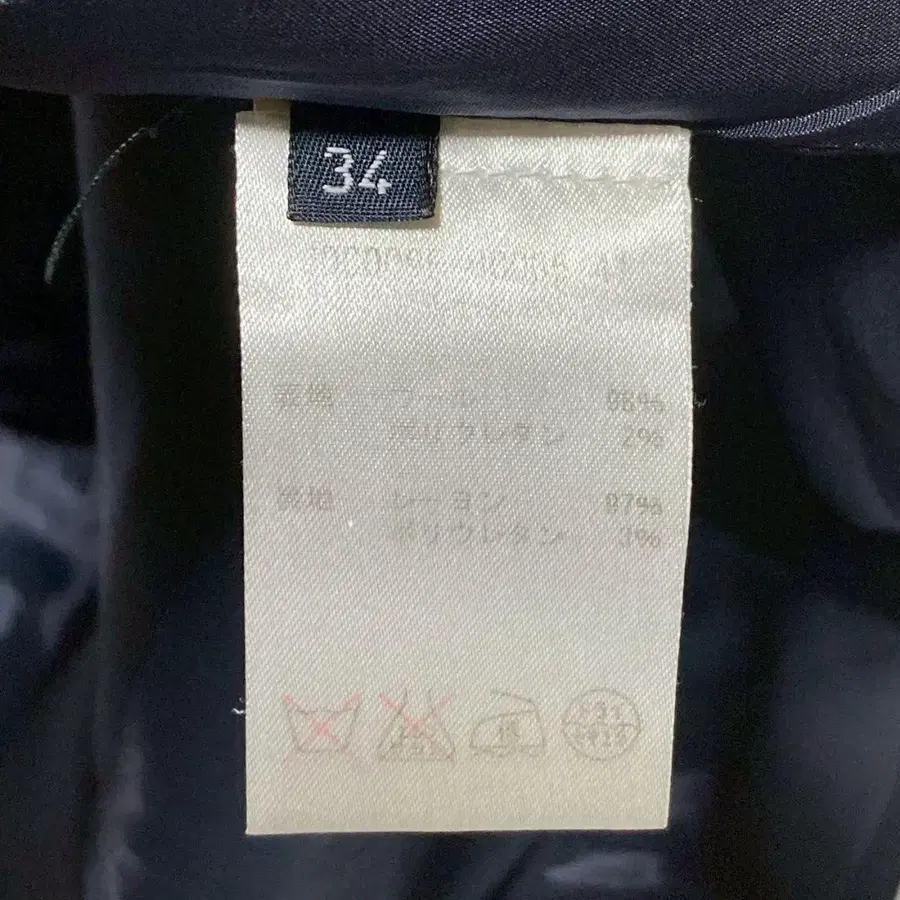 34
表地 ウール 98%
ポリウレタン 2%
裏地 レーヨン 97%
ポリウレタン 3%